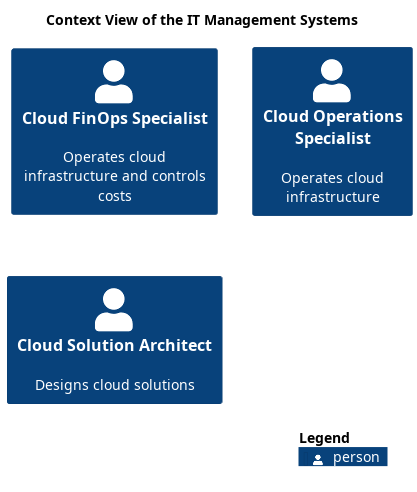 Context View of the IT Management Systems
Cloud FinOps Specialist
Operates cloud
infrastructure and controls
costs
Cloud Operations
Specialist
Operates cloud
infrastructure
Cloud Solution Architect
Designs cloud solutions
Legend
person